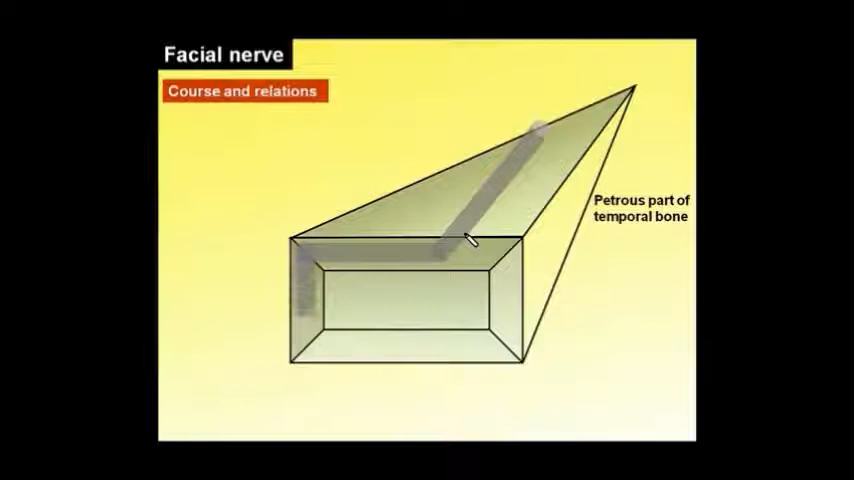 Facial nerve
Course and relations
Petrous part of
temporal bone